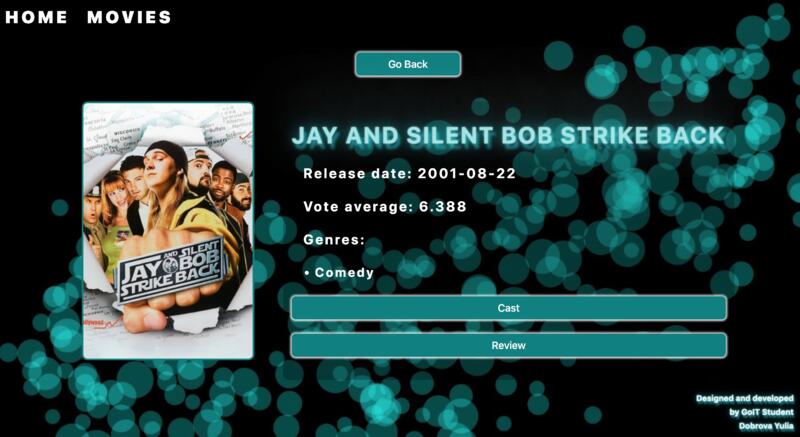 HOME MOVIES
Go Back
JAY AND SILENT BOB STRIKE BACK
Release date: 2001-08-22
Vote average: 6.388
Genres:
• Comedy
Cast
Review
WISCONSIN
JAY AND SILENT
BOB
STRIKE BACK
Designed and developed
by GoIT Student
Dobrova Yulia